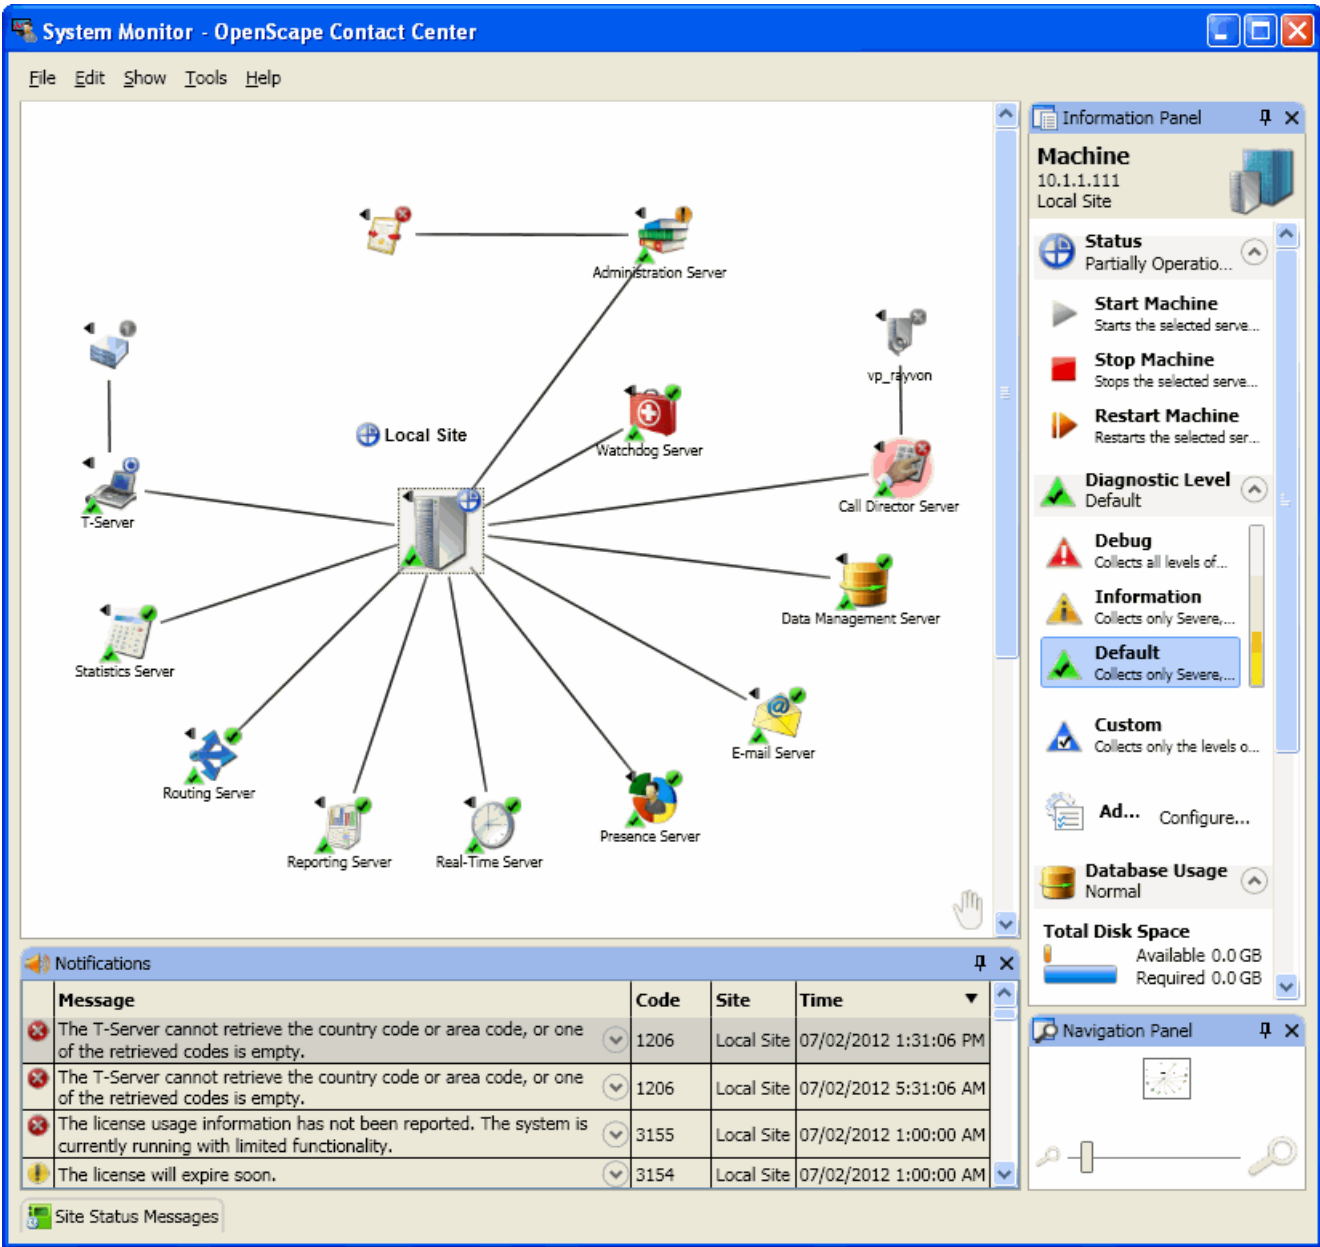 System Monitor - OpenScape Contact Center
File Edit Show Tools Help
Administration Server
vp_rayvon
Local Site
Watchdog Server
Call Director Server
T-Server
Data Management Server
Statistics Server
E-mail Server
Routing Server
Presence Server
Reporting Server
Real-Time Server
Information Panel
Machine
10.1.1.111
Local Site
Status
Partially Operatio...
Start Machine
Starts the selected serve...
Stop Machine
Stops the selected serve...
Restart Machine
Restarts the selected ser...
Diagnostic Level
Default
Debug
Collects all levels of...
Information
Collects only Severe,...
Default
Collects only Severe,...
Custom
Collects only the levels o...
Ad... Configure...
Database Usage
Normal
Total Disk Space
Available 0.0 GB
Required 0.0 GB
Notifications
Message Code Site Time
The T-Server cannot retrieve the country code or area code, or one
of the retrieved codes is empty. 1206 Local Site 07/02/2012 1:31:06 PM
The T-Server cannot retrieve the country code or area code, or one
of the retrieved codes is empty. 1206 Local Site 07/02/2012 5:31:06 AM
The license usage information has not been reported. The system is
currently running with limited functionality. 3155 Local Site 07/02/2012 1:00:00 AM
The license will expire soon. 3154 Local Site 07/02/2012 1:00:00 AM
Navigation Panel
Site Status Messages